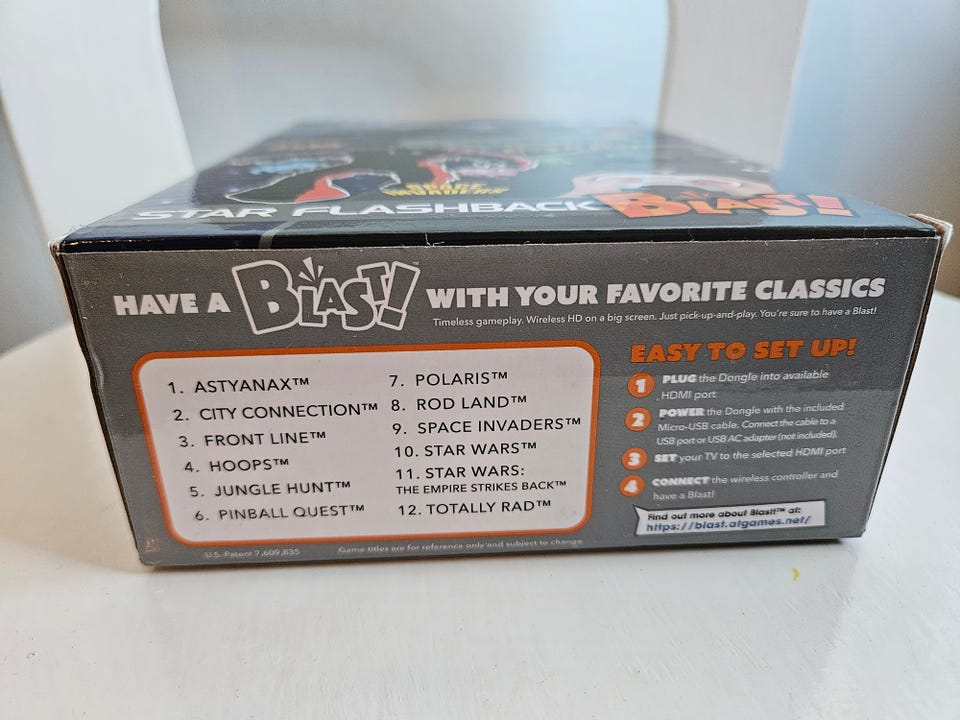 SPACE
INVADERS
STAR FLASHBACK BLAST!
HAVE A BLAST!™ WITH YOUR FAVORITE CLASSICS
Timeless gameplay. Wireless HD on a big screen. Just pick-up-and-play. You're sure to have a Blast!
1. ASTYANAX™
2. CITY CONNECTION™
3. FRONT LINE™
4. HOOPS™
5. JUNGLE HUNT™
6. PINBALL QUEST™
7. POLARIS™
8. ROD LAND™
9. SPACE INVADERS™
10. STAR WARS™
11. STAR WARS:
THE EMPIRE STRIKES BACK™
12. TOTALLY RAD™
EASY TO SET UP!
1 PLUG the Dongle into available
HDMI port
2 POWER the Dongle with the included
Micro-USB cable. Connect the cable to a
USB port or USB AC adapter (not included).
3 SET your TV to the selected HDMI port
4 CONNECT the wireless controller and
have a Blast!
Find out more about Blast!™ at:
https://blast.atgames.net/
U.S. Patent 7,609,835
Game titles are for reference only and subject to change